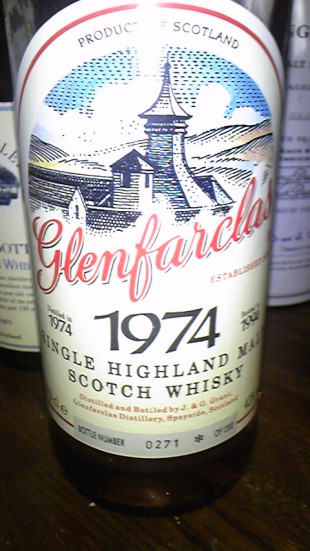 PRODUCT OF SCOTLAND
Glenfarclas
ESTABLISHED
Distilled in
1974
1974
SINGLE HIGHLAND MALT
SCOTCH WHISKY
Distilled and Bottled by J. & G. Grant,
Glenfarclas Distillery, Speyside, Scotland
BOTTLE NUMBER 0271 * OF